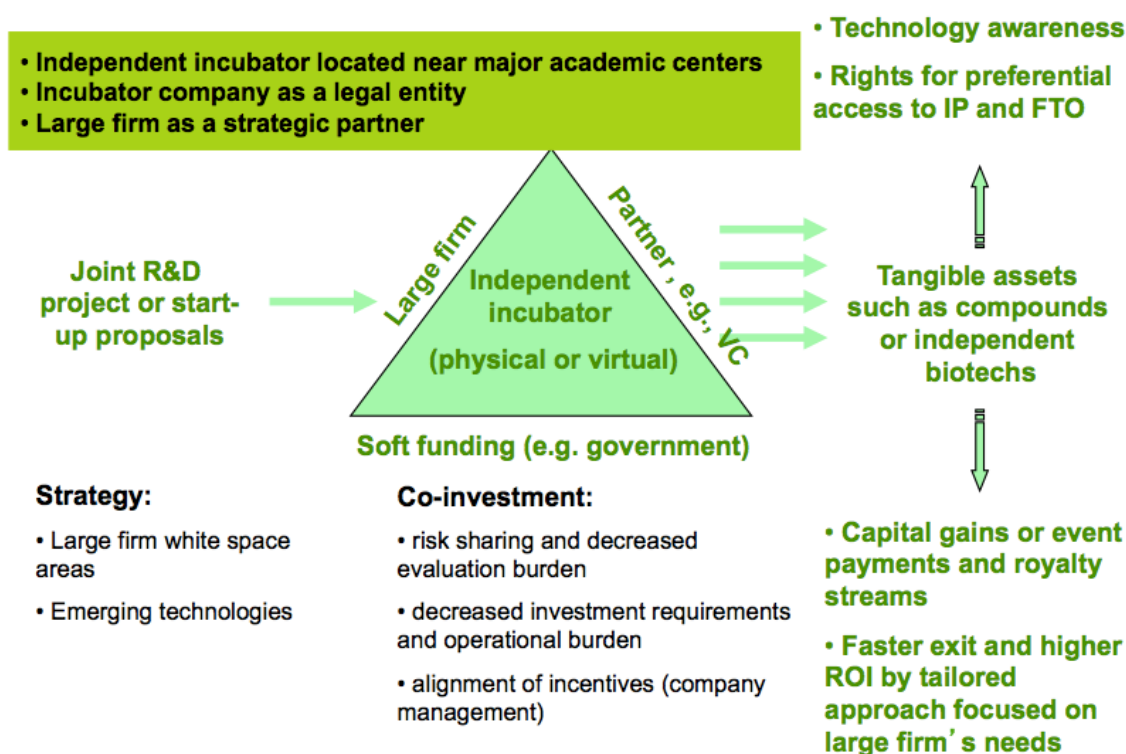 • Independent incubator located near major academic centers
• Incubator company as a legal entity
• Large firm as a strategic partner
• Technology awareness
• Rights for preferential
access to IP and FTO
Joint R&D
project or start-
up proposals
Large firm
Independent
incubator
(physical or virtual)
Partner , e.g., VC
Soft funding (e.g. government)
Tangible assets
such as compounds
or independent
biotechs
Strategy:
• Large firm white space
areas
• Emerging technologies
Co-investment:
• risk sharing and decreased
evaluation burden
• decreased investment requirements
and operational burden
• alignment of incentives (company
management)
• Capital gains or event
payments and royalty
streams
• Faster exit and higher
ROI by tailored
approach focused on
large firm's needs